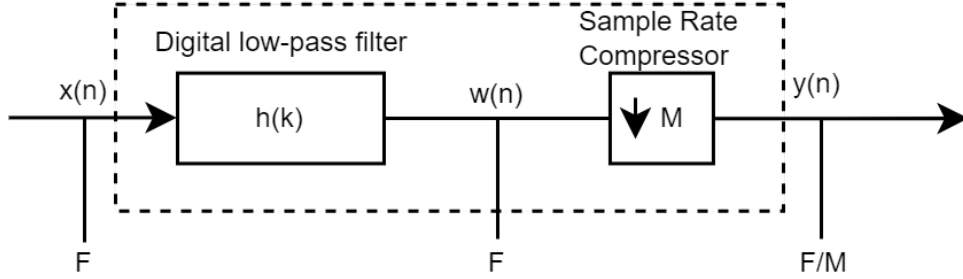 Sample Rate
Compressor
Digital low-pass filter
x(n)
h(k)
w(n)
M
y(n)
F
F
F/M